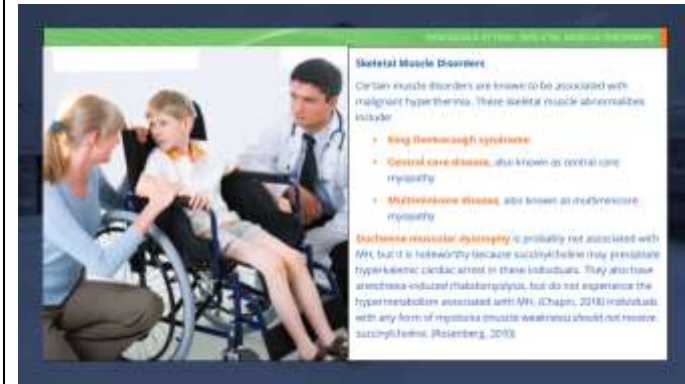 Skeletal Muscle Disorders
Certain muscle disorders are known to be associated with
malignant hyperthermia. These skeletal muscle abnormalities
include:
• King Denborough syndrome
• Central core disease, also known as central core
myopathy
• Multiminicore disease, also known as multiminicore
myopathy
Duchenne muscular dystrophy is probably not associated with
MH, but it is noteworthy because succinylcholine may precipitate
hyperkalemic cardiac arrest in these individuals. They also have
anesthesia-induced rhabdomyolysis, but do not experience the
hypermetabolism associated with MH. (Chapin, 2018) Individuals
with any form of myotonia (muscle weakness) should not receive
succinylcholine. (Rosenberg, 2010)